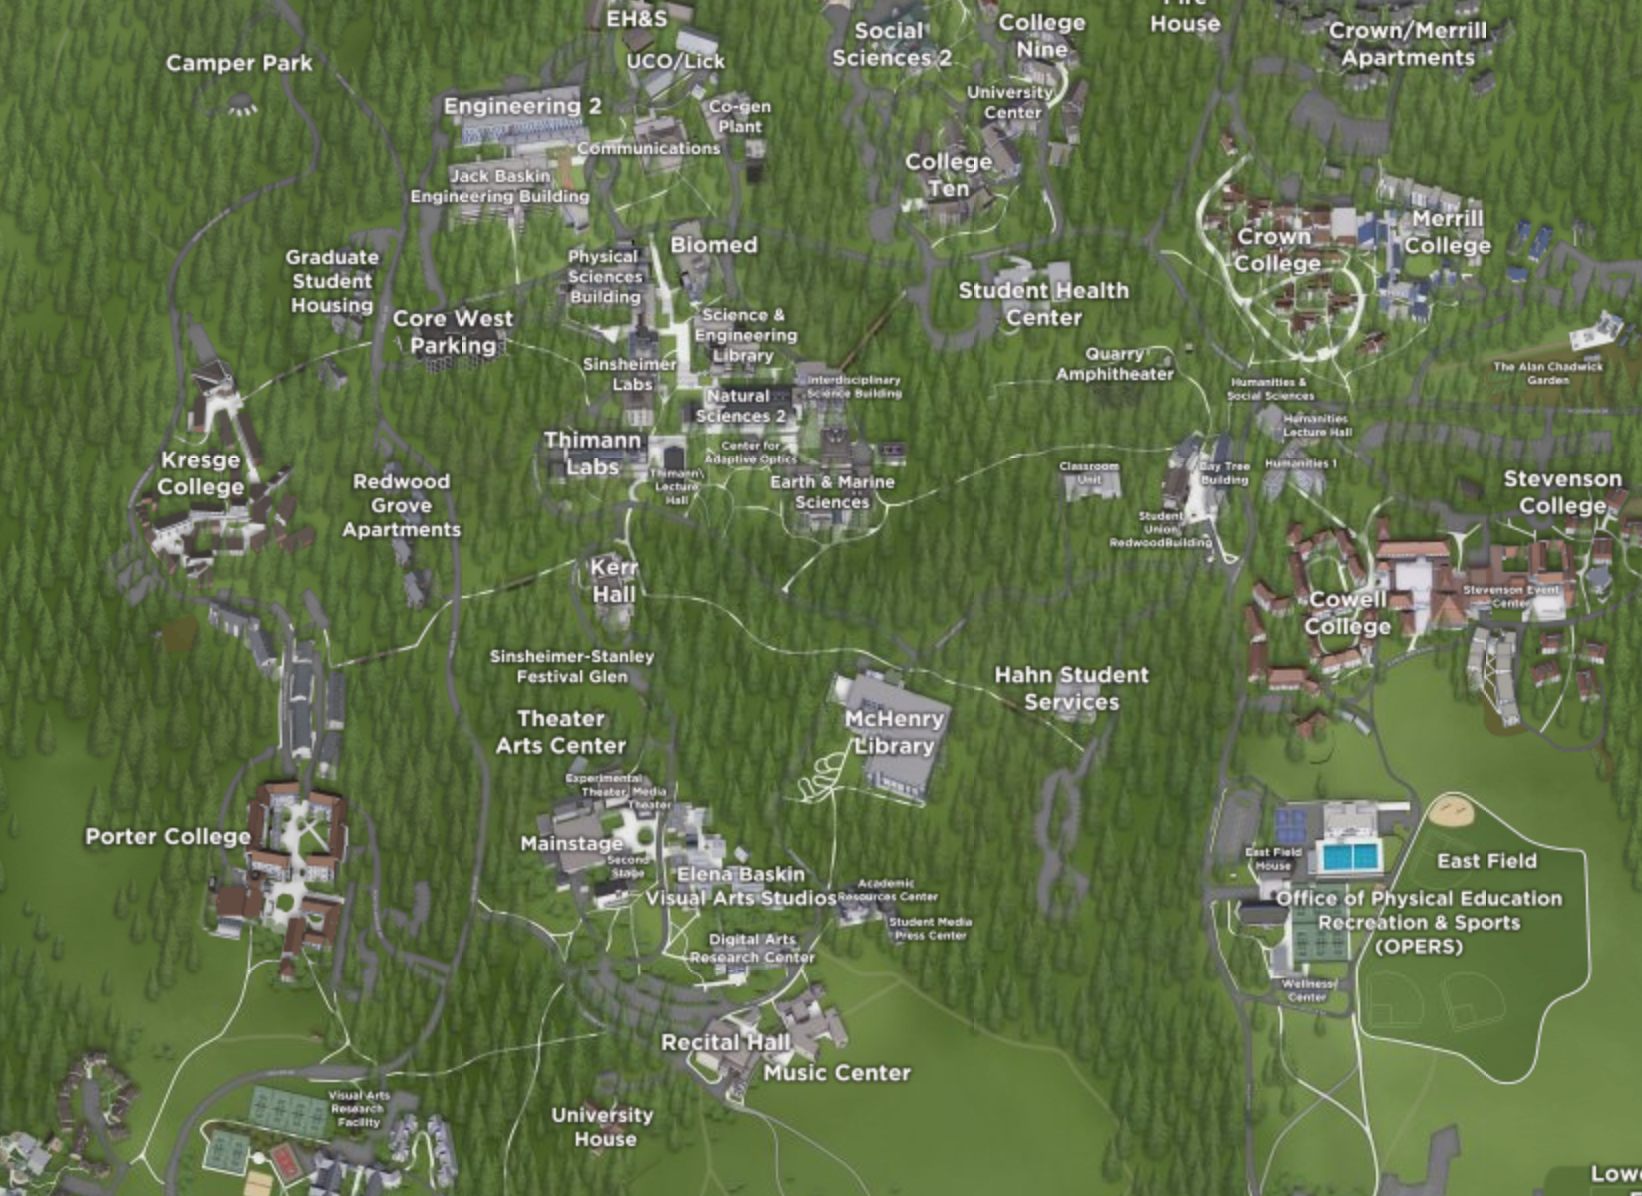 EH&S
UCO/Lick
Social
Sciences 2
College
Nine
House
Crown/Merrill
Apartments
Camper Park
Engineering 2
Co-gen
Plant
University
Center
Communications
Jack Baskin
Engineering Building
College
Ten
Merrill
College
Crown
College
Graduate
Student
Housing
Physical
Sciences
Building
Biomed
Student Health
Center
Core West
Parking
Science &
Engineering
Library
Sinsheimer
Labs
Quarry
Amphitheater
Interdisciplinary
Science Building
Humanities &
Social Sciences
The Alan Chadwick
Garden
Natural
Sciences 2
Humanities
Lecture Hall
Thimann
Labs
Center for
Adaptive Optics
Thimann
Lecture
Hall
Earth & Marine
Sciences
Classroom
Unit
Bay Tree
Building
Humanities 1
Stevenson
College
Kresge
College
Redwood
Grove
Apartments
Student
Union
RedwoodBuilding
Kerr
Hall
Stevenson Event
Center
Cowell
College
Sinsheimer-Stanley
Festival Glen
Hahn Student
Services
Theater
Arts Center
McHenry
Library
Experimental
Theater
Media
Theater
Porter College
Mainstage
Second
Stage
Elena Baskin
Visual Arts Studios
Academic
Resources Center
Student Media
Press Center
East Field
House
East Field
Office of Physical Education
Recreation & Sports
(OPERS)
Digital Arts
Research Center
Wellness
Center
Recital Hall
Music Center
Visual Arts
Research
Facility
University
House